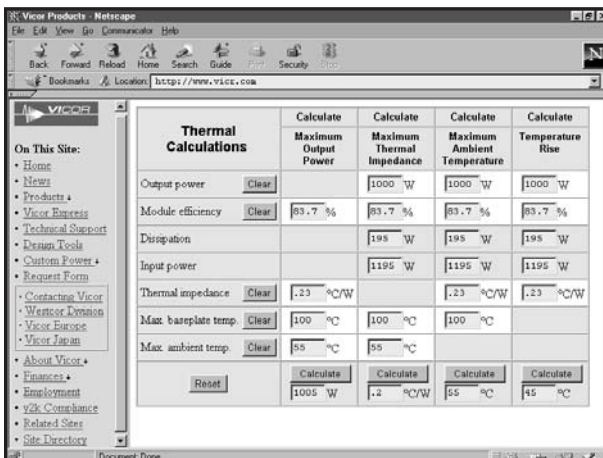 Vicor Products - Netscape
File Edit View Go Communicator Help
Back Forward Reload Home Search Guide Print Security Stop
Bookmarks Location: http://www.vicr.com
VICOR
On This Site:
• Home
• News
• Products
• Vicor Express
• Technical Support
• Design Tools
• Custom Power
• Request Form
· Contacting Vicor
· Westcor Division
· Vicor Europe
· Vicor Japan
• About Vicor
• Finances
• Employment
• y2k Compliance
• Related Sites
• Site Directory
Thermal Calculations
Calculate Maximum Output Power
Calculate Maximum Thermal Impedance
Calculate Maximum Ambient Temperature
Calculate Temperature Rise
Output power Clear 1000 W 1000 W 1000 W
Module efficiency Clear 83.7 % 83.7 % 83.7 % 83.7 %
Dissipation 195 W 195 W 195 W
Input power 1195 W 1195 W 1195 W
Thermal impedance Clear .23 °C/W .23 °C/W .23 °C/W
Max. baseplate temp. Clear 100 °C 100 °C 100 °C
Max. ambient temp. Clear 55 °C 55 °C
Reset Calculate Calculate Calculate Calculate
1005 W .2 °C/W 55 °C 45 °C
Document: Done